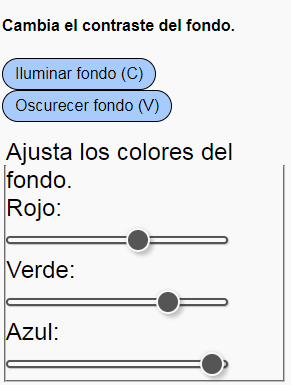 Cambia el contraste del fondo.
Iluminar fondo (C)
Oscurecer fondo (V)
Ajusta los colores del
fondo.
Rojo:
Verde:
Azul: